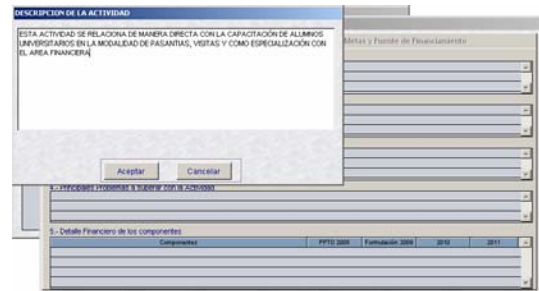 DESCRIPCION DE LA ACTIVIDAD
ESTA ACTIVIDAD SE RELACIONA DE MANERA DIRECTA CON LA CAPACITACIÓN DE ALUMNOS
UNIVERSITARIOS EN LA MODALIDAD DE PASANTIAS, VISITAS Y COMO ESPECIALIZACIÓN CON
EL AREA FINANCIERA
Metas y Fuente de Financiamiento
Aceptar Cancelar
4.- Principales Problemas a Superar con la Actividad
5.- Detalle Financiero de los componentes
Componentes PPTO 2008 Formulación 2009 2010 2011